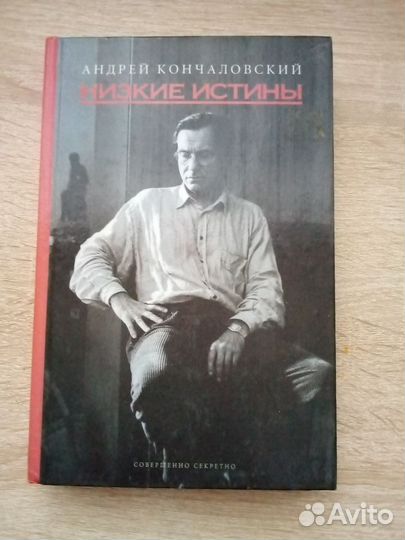 АНДРЕЙ КОНЧАЛОВСКИЙ
НИЗКИЕ ИСТИНЫ
СОВЕРШЕННО СЕКРЕТНО
Avito